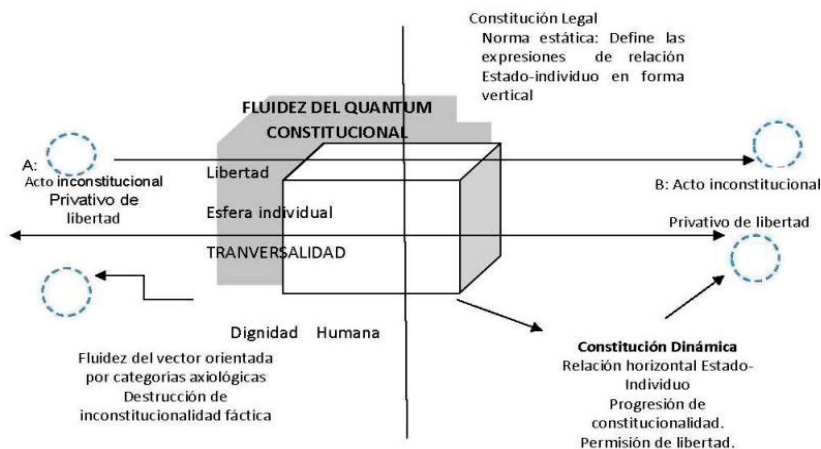 Constitución Legal
Norma estática: Define las
expresiones de relación
Estado-individuo en forma
vertical
FLUIDEZ DEL QUANTUM
CONSTITUCIONAL
A:
Acto inconstitucional
Privativo de
libertad
Libertad
B: Acto inconstitucional
Esfera individual
Privativo de libertad
TRANVERSALIDAD
Dignidad Humana
Fluidez del vector orientada
por categorías axiológicas
Destrucción de
inconstitucionalidad fáctica
Constitución Dinámica
Relación horizontal Estado-
Individuo
Progresión de
constitucionalidad.
Permisión de libertad.